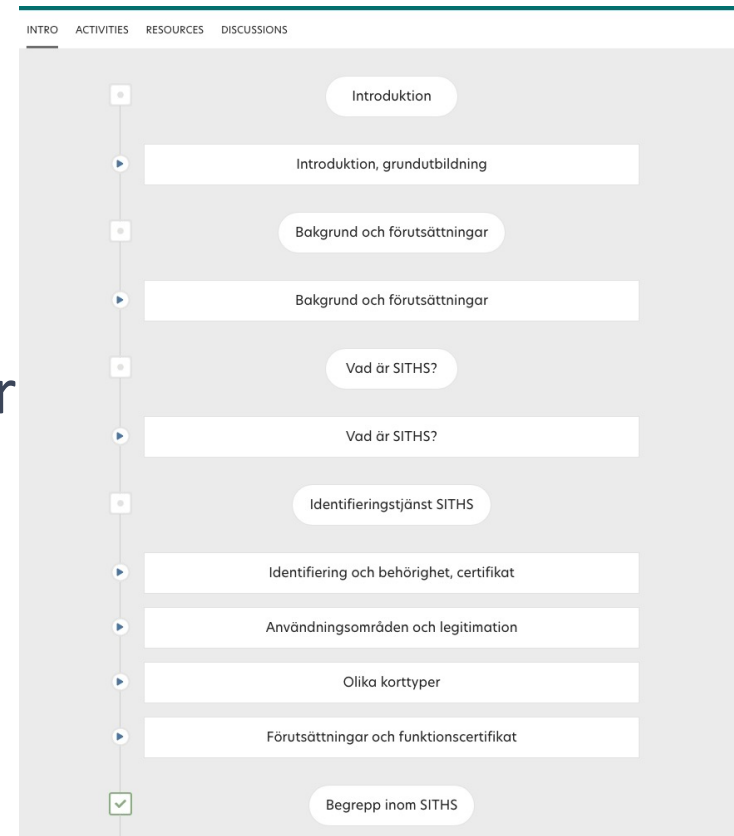 INTRO ACTIVITIES RESOURCES DISCUSSIONS
Introduktion
Introduktion, grundutbildning
Bakgrund och förutsättningar
Bakgrund och förutsättningar
Vad är SITHS?
r
Vad är SITHS?
Identifieringstjänst SITHS
Identifiering och behörighet, certifikat
Användningsområden och legitimation
Olika korttyper
Förutsättningar och funktionscertifikat
Begrepp inom SITHS